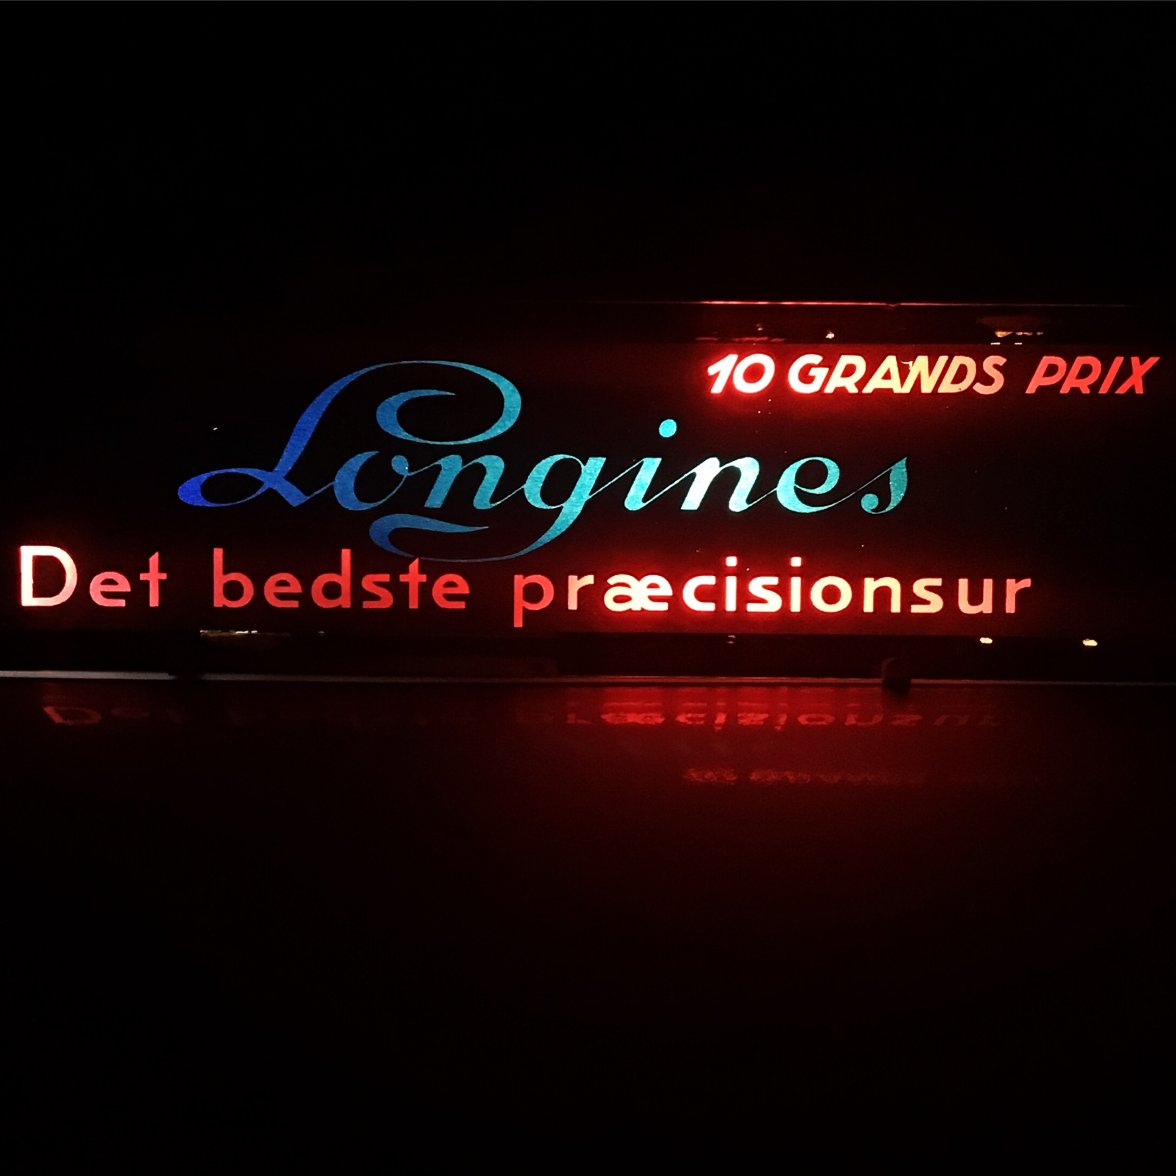 10 GRANDS PRIX
Longines
Det bedste præcisionsur